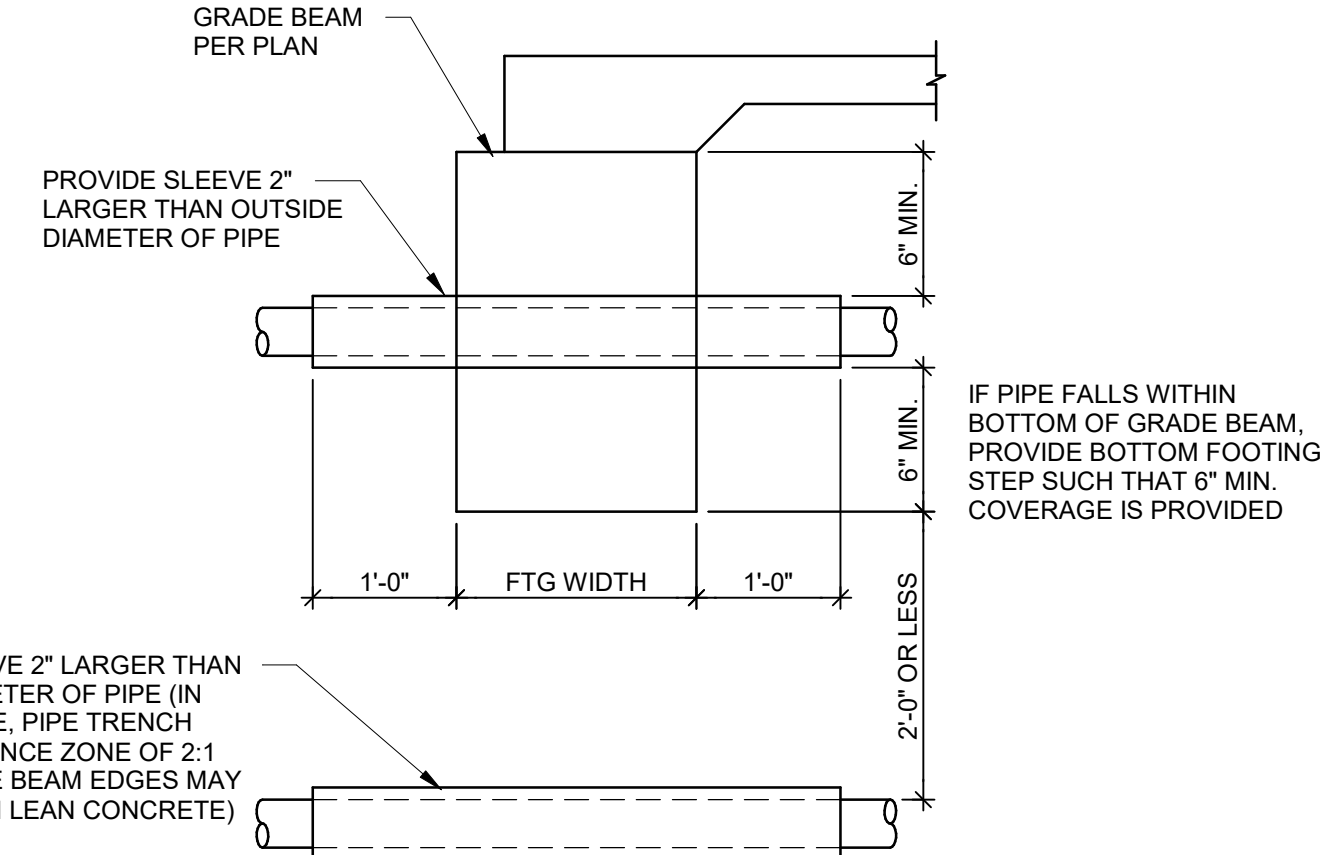 GRADE BEAM
PER PLAN
PROVIDE SLEEVE 2"
LARGER THAN OUTSIDE
DIAMETER OF PIPE
6" MIN.
6" MIN.
IF PIPE FALLS WITHIN
BOTTOM OF GRADE BEAM,
PROVIDE BOTTOM FOOTING
STEP SUCH THAT 6" MIN.
COVERAGE IS PROVIDED
1'-0"
FTG WIDTH
1'-0"
2'-0" OR LESS
2" LARGER THAN
OF PIPE (IN
PIPE TRENCH
ZONE OF 2:1
BEAM EDGES MAY
LEAN CONCRETE)